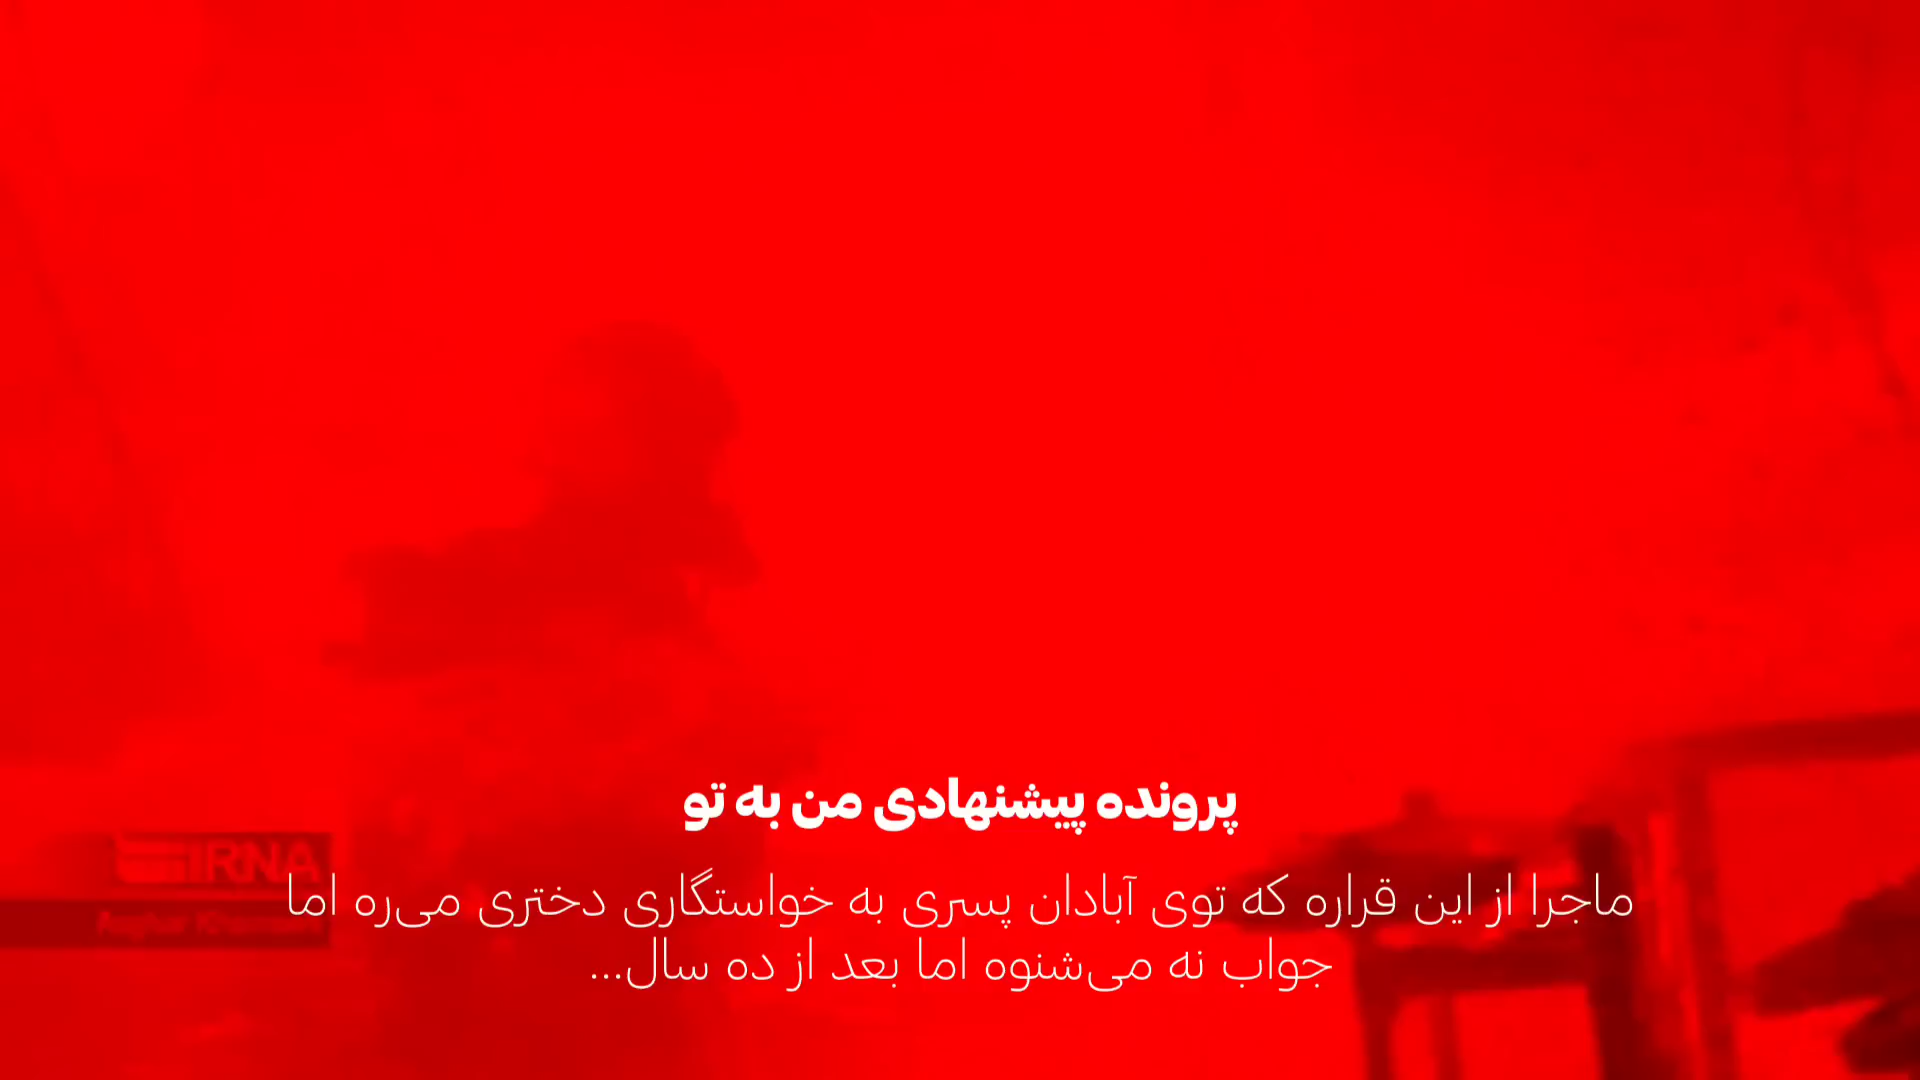 پرونده پیشنهادی من به تو
ماجرا از این قراره که توی آبادان پسری به خواستگاری دختری می‌ره اما
جواب نه می‌شنوه اما بعد از ده سال...
IRNA